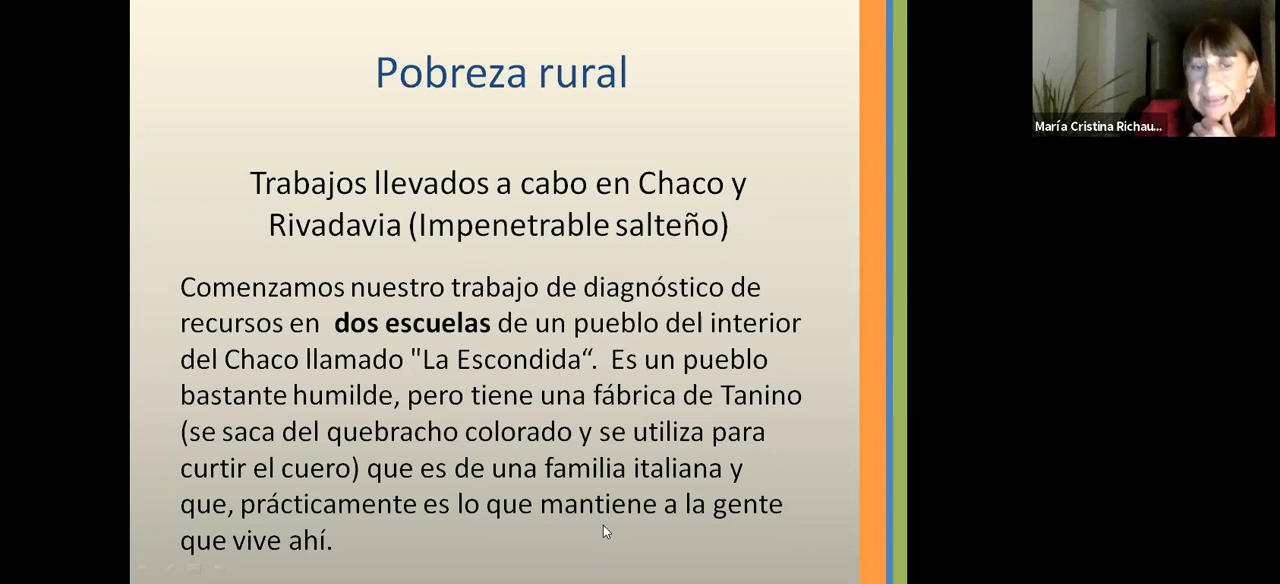 Pobreza rural
Trabajos llevados a cabo en Chaco y
Rivadavia (Impenetrable salteño)
Comenzamos nuestro trabajo de diagnóstico de
recursos en dos escuelas de un pueblo del interior
del Chaco llamado "La Escondida“. Es un pueblo
bastante humilde, pero tiene una fábrica de Tanino
(se saca del quebracho colorado y se utiliza para
curtir el cuero) que es de una familia italiana y
que, prácticamente es lo que mantiene a la gente
que vive ahí.
María Cristina Richau...